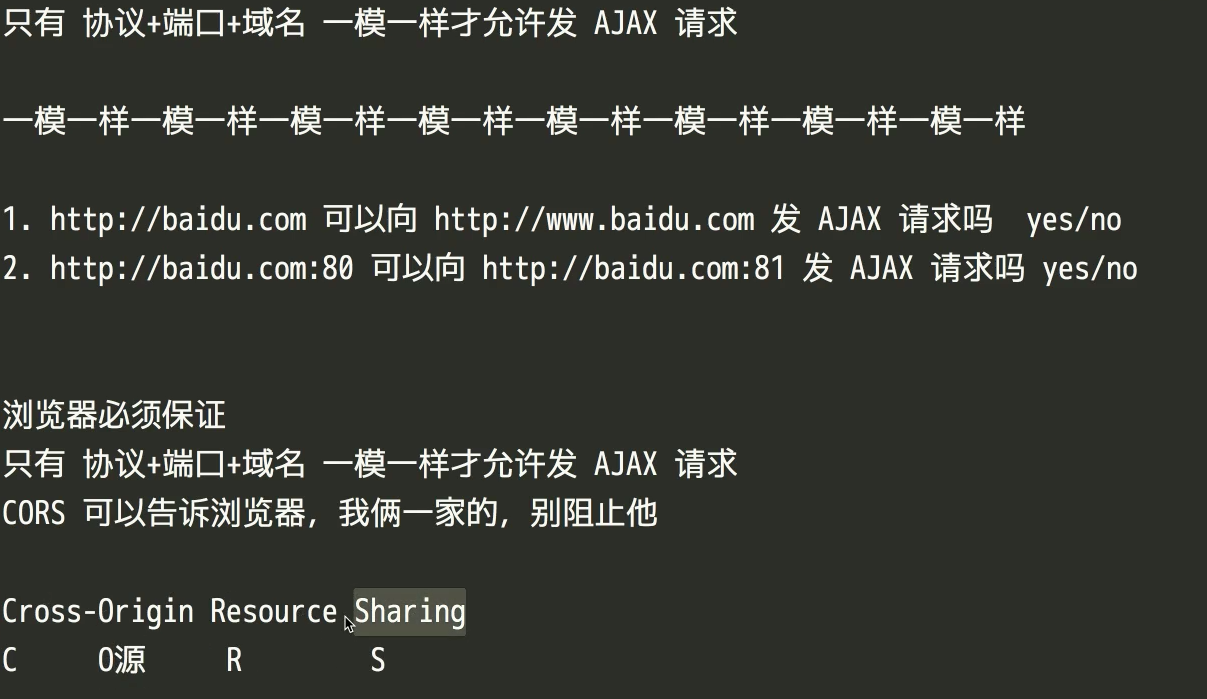 只有 协议+端口+域名 一模一样才允许发 AJAX 请求
一模一样一模一样一模一样一模一样一模一样一模一样一模一样一模一样
1. http://baidu.com 可以向 http://www.baidu.com 发 AJAX 请求吗  yes/no
2. http://baidu.com:80 可以向 http://baidu.com:81 发 AJAX 请求吗 yes/no
浏览器必须保证
只有 协议+端口+域名 一模一样才允许发 AJAX 请求
CORS 可以告诉浏览器，我俩一家的，别阻止他
Cross-Origin Resource Sharing
C     O源     R        S